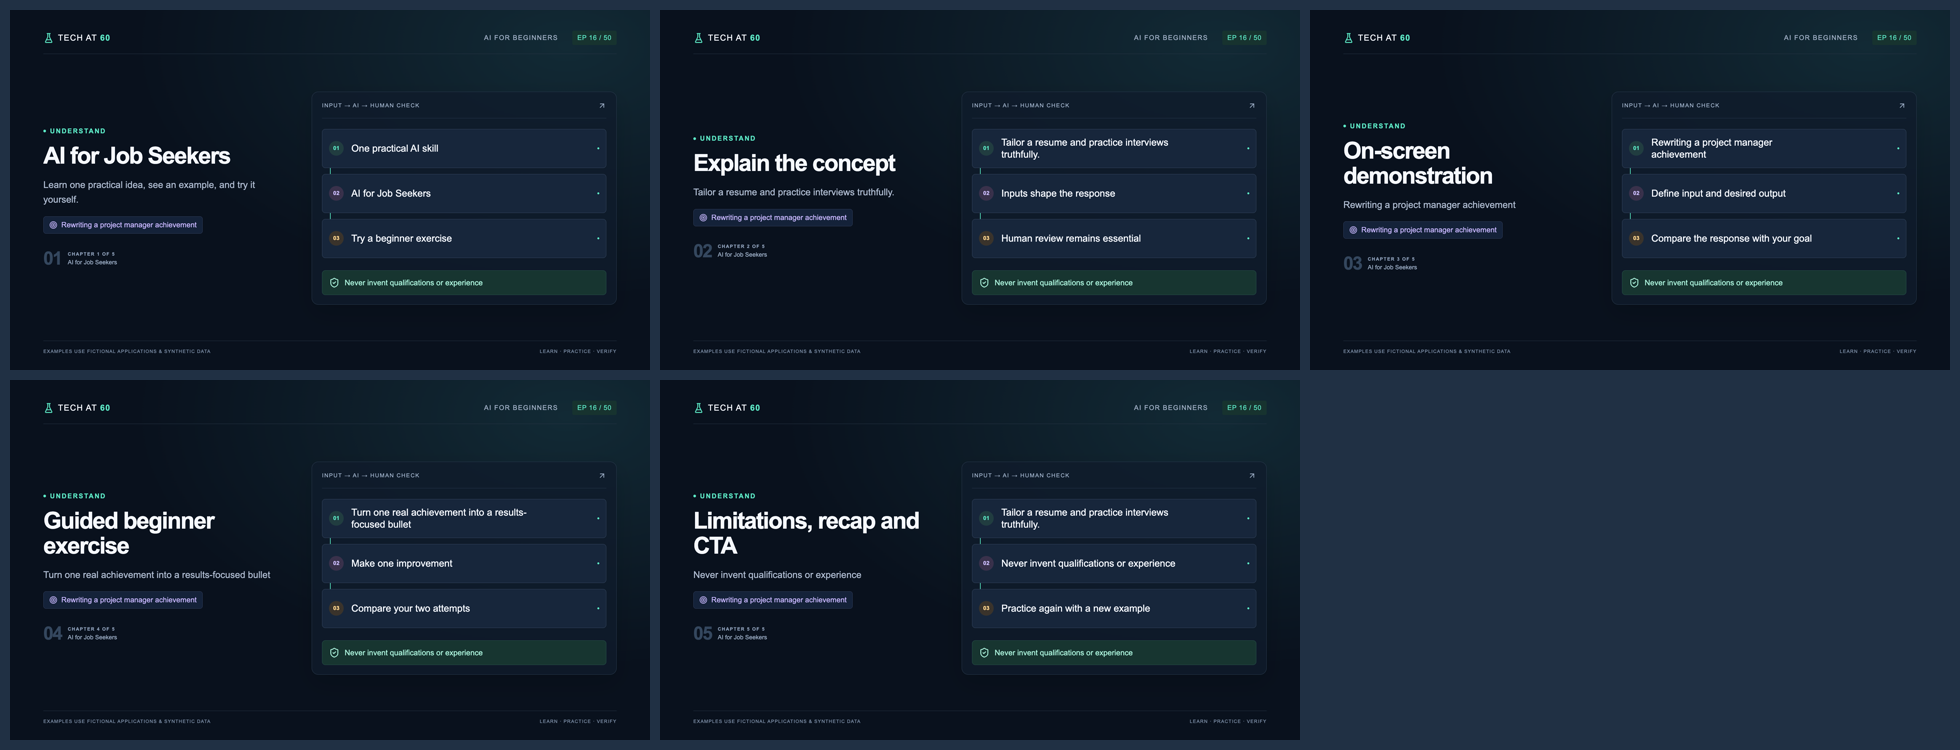 TECH AT 60
AI FOR BEGINNERS
EP 16 / 50
• UNDERSTAND
AI for Job Seekers
Learn one practical idea, see an example, and try it
yourself.
Rewriting a project manager achievement
01
CHAPTER 1 OF 5
AI for Job Seekers
INPUT → AI → HUMAN CHECK
01 One practical AI skill
02 AI for Job Seekers
03 Try a beginner exercise
Never invent qualifications or experience
EXAMPLES USE FICTIONAL APPLICATIONS & SYNTHETIC DATA
LEARN · PRACTICE · VERIFY
TECH AT 60
AI FOR BEGINNERS
EP 16 / 50
• UNDERSTAND
Explain the concept
Tailor a resume and practice interviews truthfully.
Rewriting a project manager achievement
02
CHAPTER 2 OF 5
AI for Job Seekers
INPUT → AI → HUMAN CHECK
01 Tailor a resume and practice interviews
truthfully.
02 Inputs shape the response
03 Human review remains essential
Never invent qualifications or experience
EXAMPLES USE FICTIONAL APPLICATIONS & SYNTHETIC DATA
LEARN · PRACTICE · VERIFY
TECH AT 60
AI FOR BEGINNERS
EP 16 / 50
• UNDERSTAND
On-screen
demonstration
Rewriting a project manager achievement
Rewriting a project manager achievement
03
CHAPTER 3 OF 5
AI for Job Seekers
INPUT → AI → HUMAN CHECK
01 Rewriting a project manager
achievement
02 Define input and desired output
03 Compare the response with your goal
Never invent qualifications or experience
EXAMPLES USE FICTIONAL APPLICATIONS & SYNTHETIC DATA
LEARN · PRACTICE · VERIFY
TECH AT 60
AI FOR BEGINNERS
EP 16 / 50
• UNDERSTAND
Guided beginner
exercise
Turn one real achievement into a results-focused bullet
Rewriting a project manager achievement
04
CHAPTER 4 OF 5
AI for Job Seekers
INPUT → AI → HUMAN CHECK
01 Turn one real achievement into a results-
focused bullet
02 Make one improvement
03 Compare your two attempts
Never invent qualifications or experience
EXAMPLES USE FICTIONAL APPLICATIONS & SYNTHETIC DATA
LEARN · PRACTICE · VERIFY
TECH AT 60
AI FOR BEGINNERS
EP 16 / 50
• UNDERSTAND
Limitations, recap and
CTA
Never invent qualifications or experience
Rewriting a project manager achievement
05
CHAPTER 5 OF 5
AI for Job Seekers
INPUT → AI → HUMAN CHECK
01 Tailor a resume and practice interviews
truthfully.
02 Never invent qualifications or experience
03 Practice again with a new example
Never invent qualifications or experience
EXAMPLES USE FICTIONAL APPLICATIONS & SYNTHETIC DATA
LEARN · PRACTICE · VERIFY